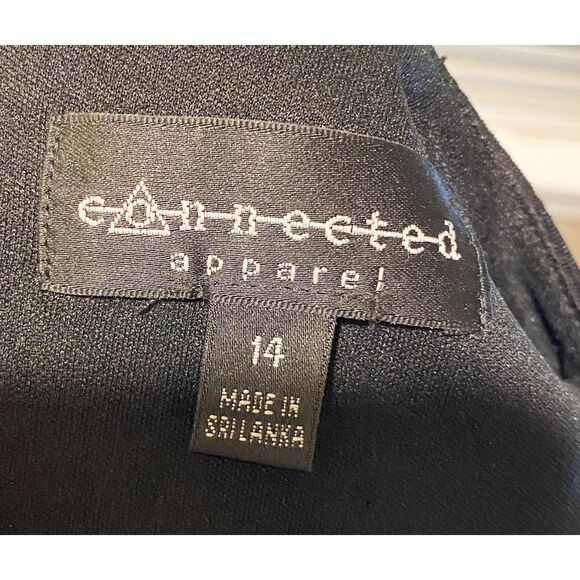 connected
apparel
14
MADE IN
SRI LANKA